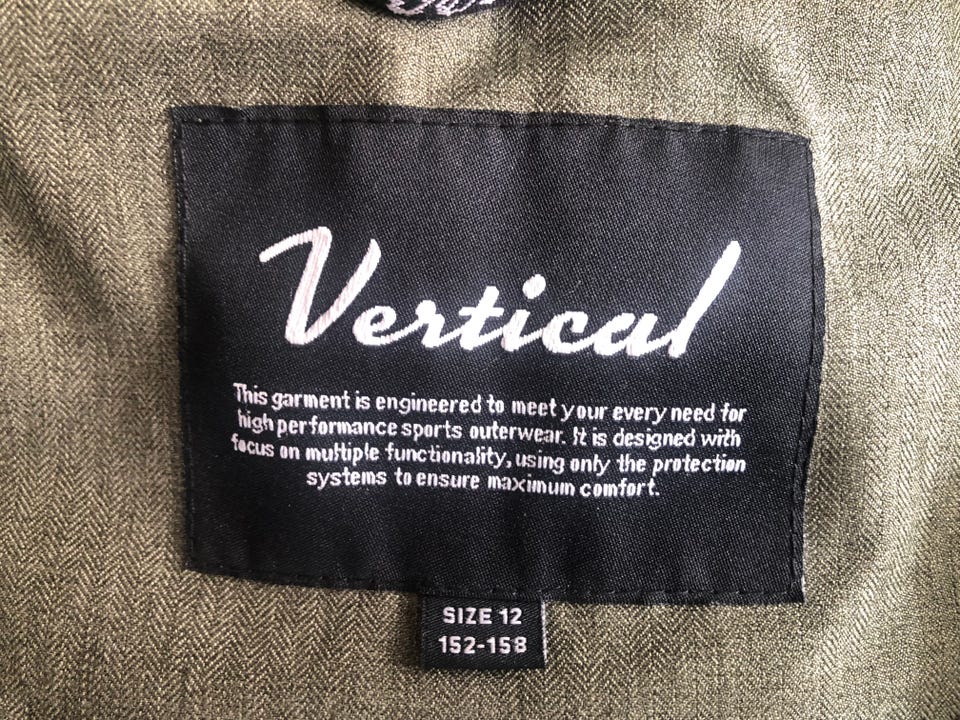 Vertical
This garment is engineered to meet your every need for
high performance sports outerwear. It is designed with
focus on multiple functionality, using only the protection
systems to ensure maximum comfort.
SIZE 12
152-158